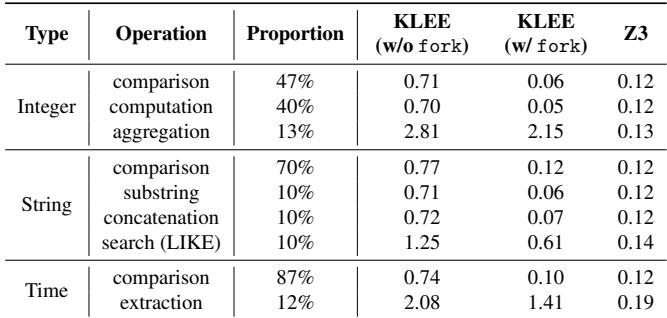 Type Operation Proportion KLEE (w/o fork) KLEE (w/ fork) Z3
Integer comparison 47% 0.71 0.06 0.12
computation 40% 0.70 0.05 0.12
aggregation 13% 2.81 2.15 0.13
String comparison 70% 0.77 0.12 0.12
substring 10% 0.71 0.06 0.12
concatenation 10% 0.72 0.07 0.12
search (LIKE) 10% 1.25 0.61 0.14
Time comparison 87% 0.74 0.10 0.12
extraction 12% 2.08 1.41 0.19